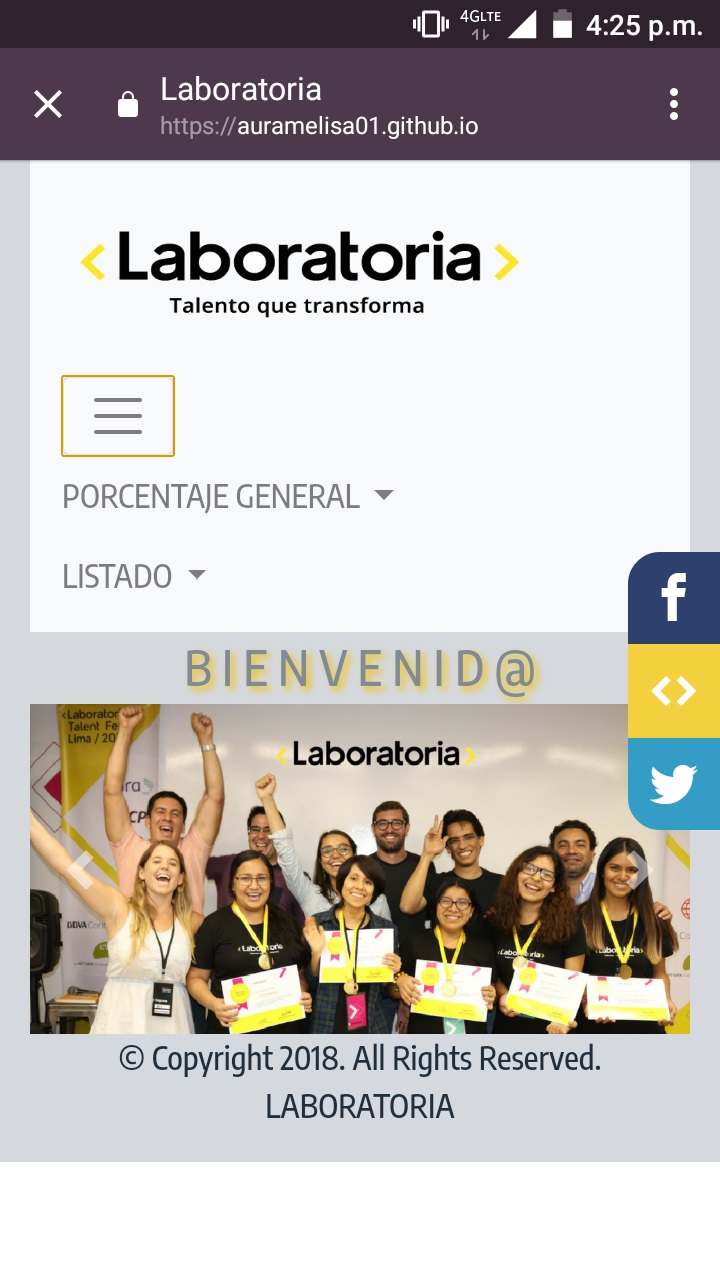 4G LTE
4:25 p.m.
Laboratoria
https://auramelisa01.github.io
<Laboratoria>
Talento que transforma
PORCENTAJE GENERAL
LISTADO
f
<>
BIENVENID@
<Laborator
Talent Fe
Lima / 20
<Laboratoria>
BBVA
© Copyright 2018. All Rights Reserved.
LABORATORIA